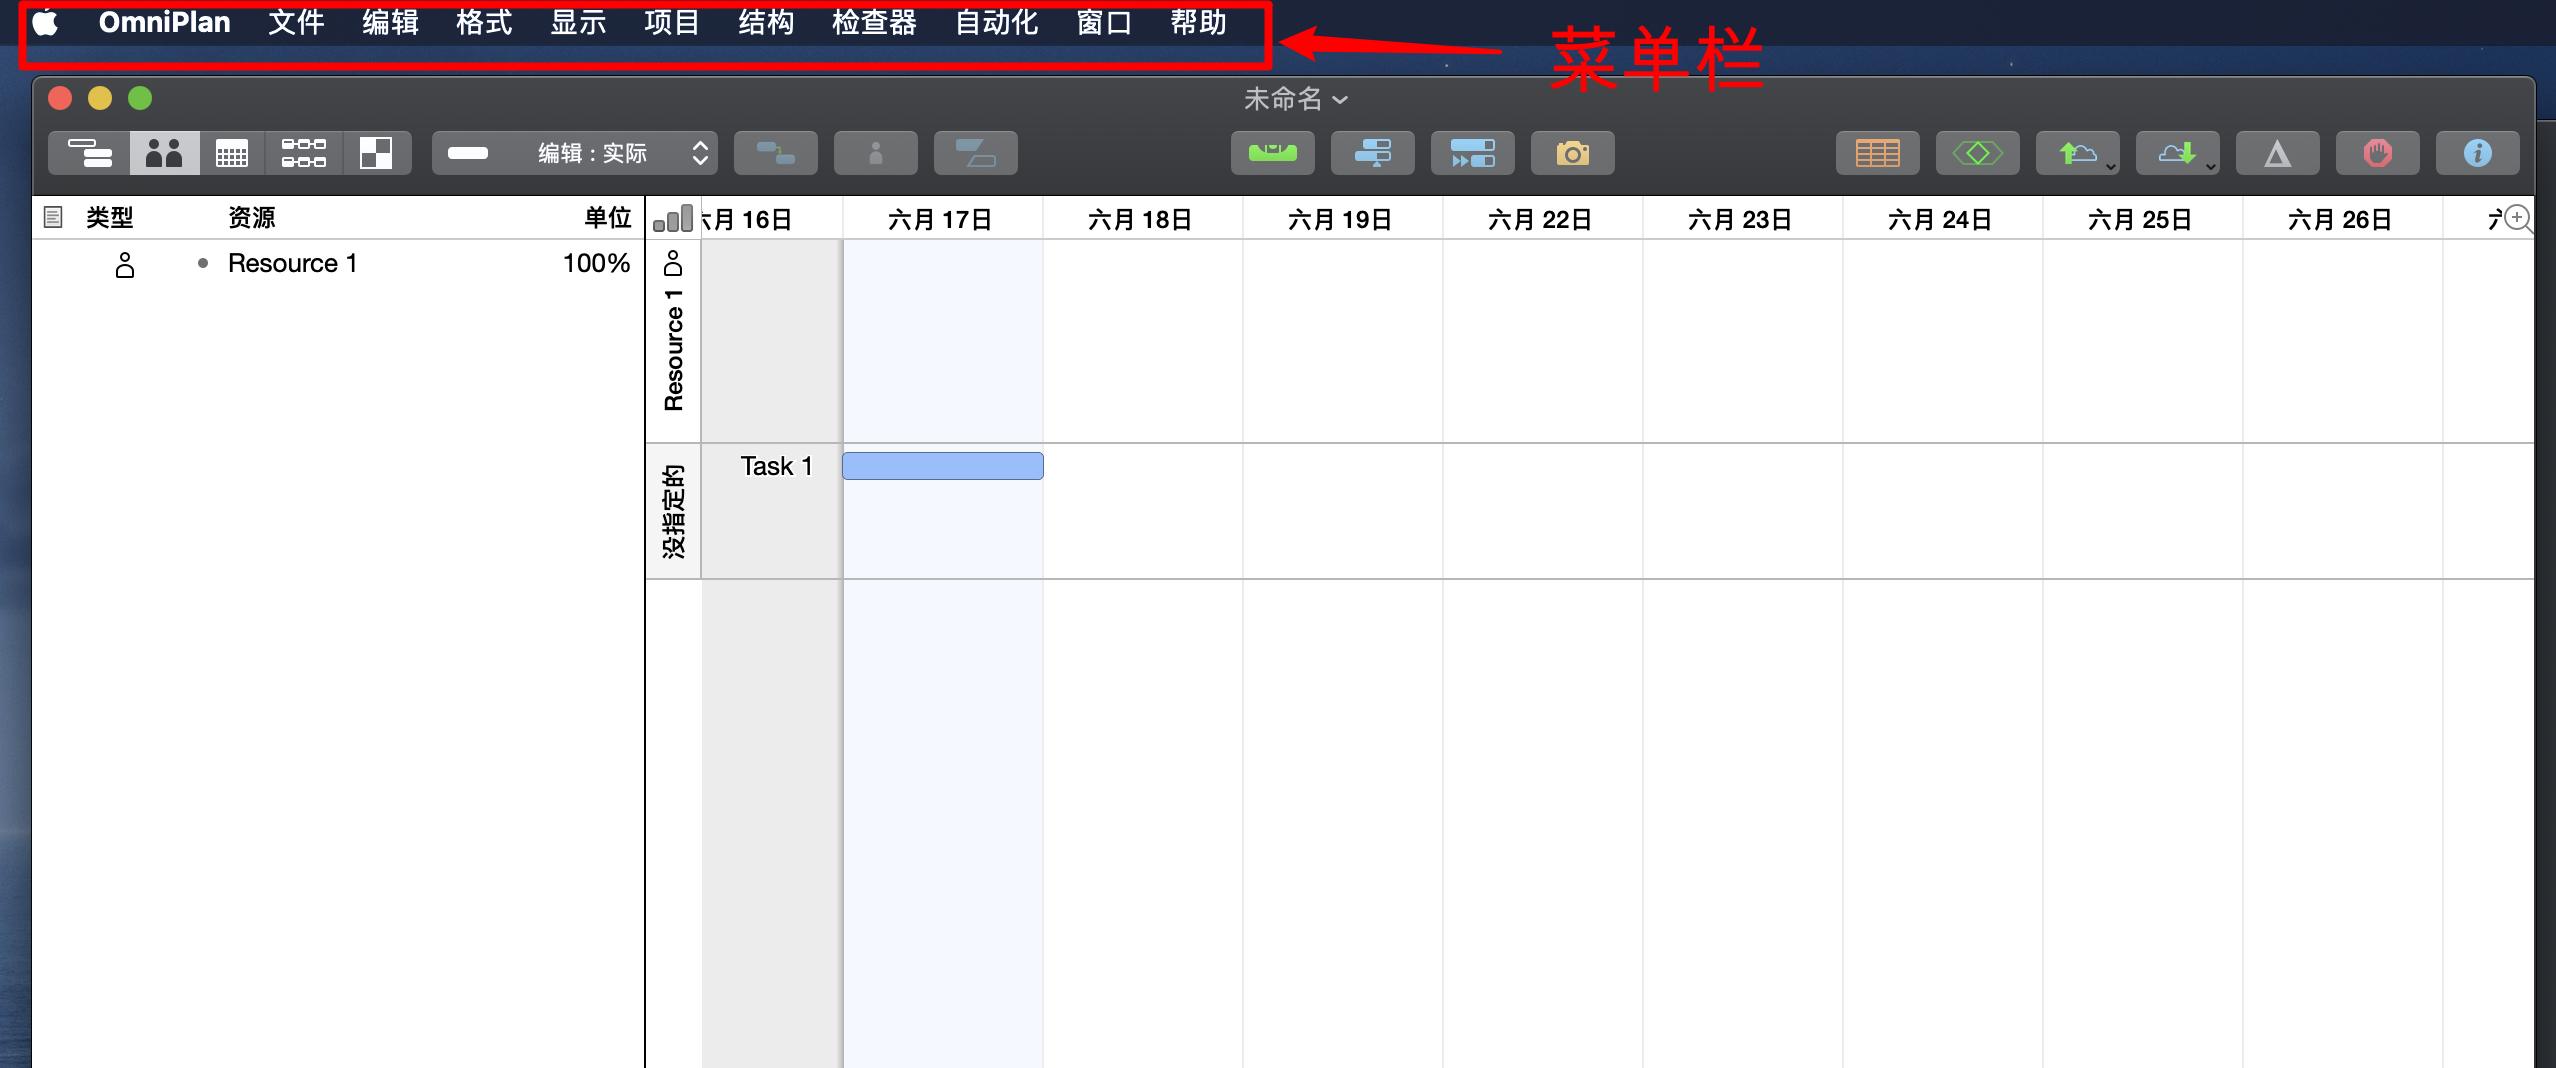 OmniPlan 文件 编辑 格式 显示 项目 结构 检查器 自动化 窗口 帮助
菜单栏
未命名
编辑 : 实际
类型 资源 单位
月 16日 六月 17日 六月 18日 六月 19日 六月 22日 六月 23日 六月 24日 六月 25日 六月 26日
Resource 1 100%
Resource 1
Task 1
没指定的